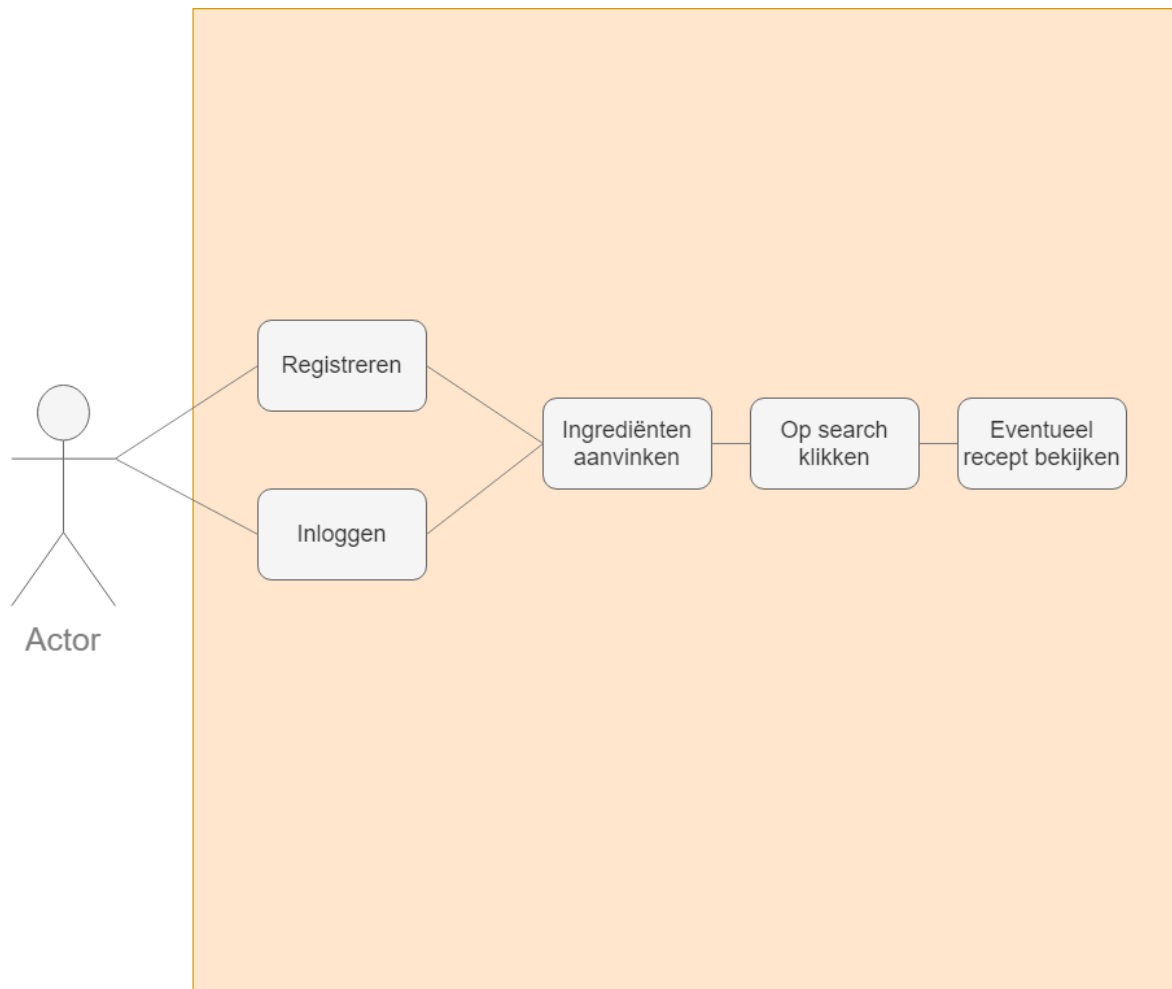 Registreren
Inloggen
Ingrediënten
aanvinken
Op search
klikken
Eventueel
recept bekijken
Actor